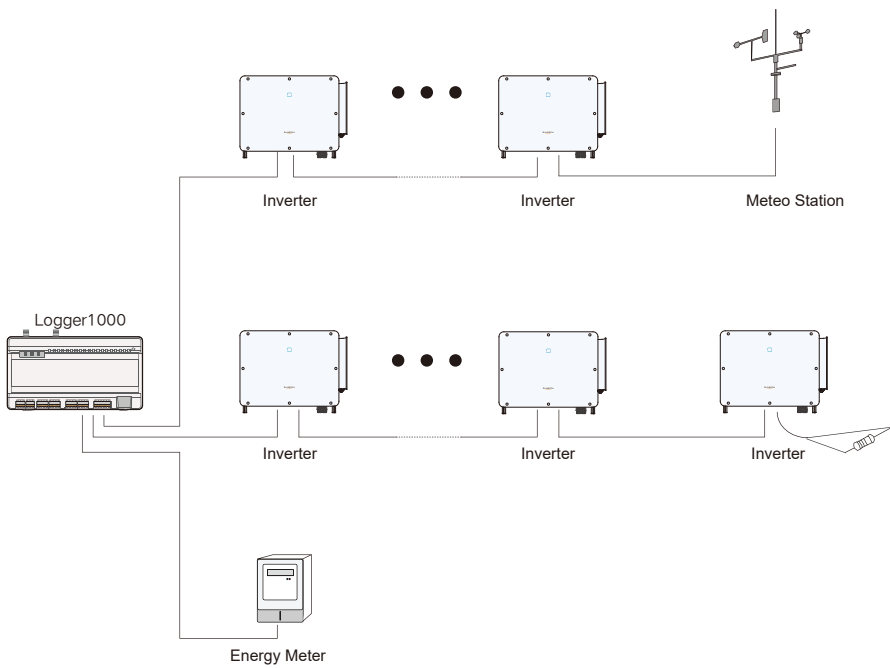 Inverter
Inverter
Meteo Station
Logger1000
Inverter
Inverter
Inverter
Energy Meter